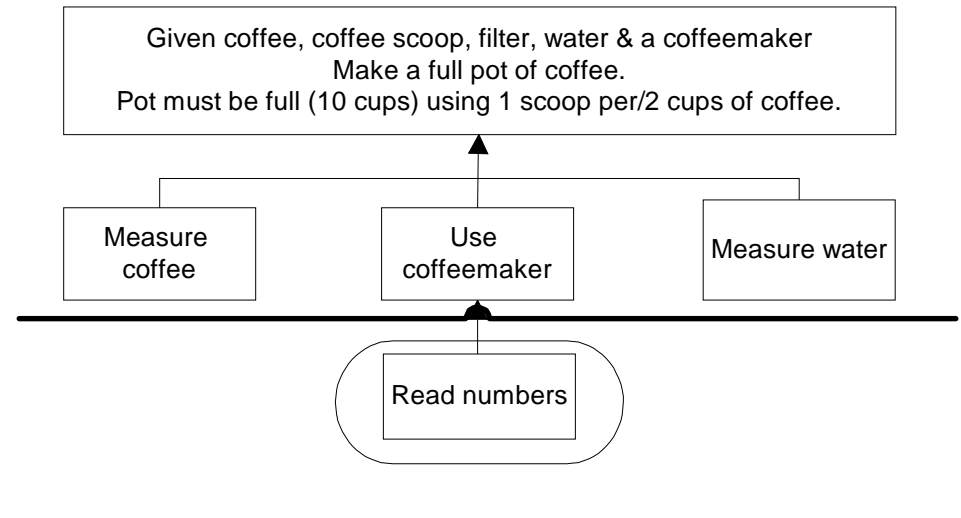 Given coffee, coffee scoop, filter, water & a coffeemaker
Make a full pot of coffee.
Pot must be full (10 cups) using 1 scoop per/2 cups of coffee.
Measure
coffee
Use
coffeemaker
Measure water
Read numbers